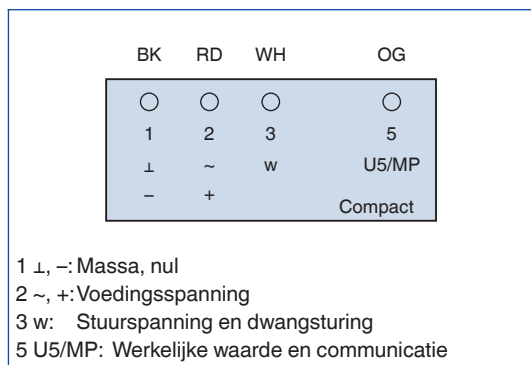 BK RD WH OG
1 2 3 5
⊥ ~ w U5/MP
– + Compact
1 ⊥, –: Massa, nul
2 ~, +: Voedingsspanning
3 w: Stuurspanning en dwangsturing
5 U5/MP: Werkelijke waarde en communicatie